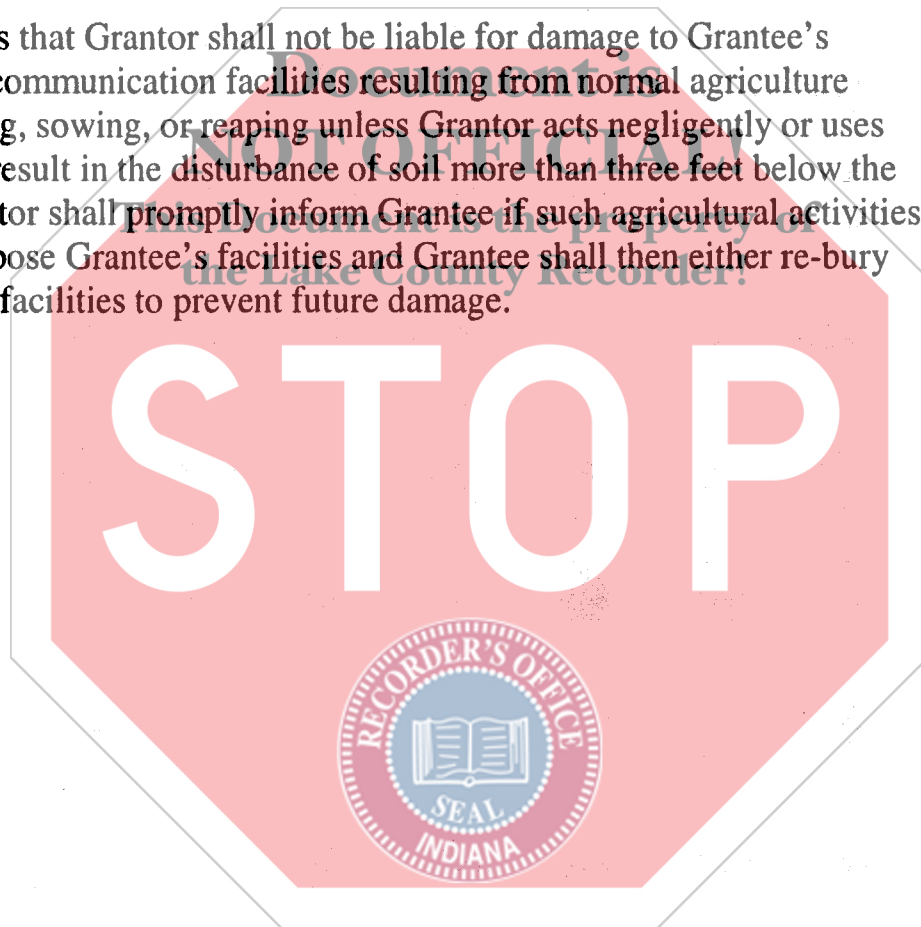 s that Grantor shall not be liable for damage to Grantee's
communication facilities resulting from normal agriculture
g, sowing, or reaping unless Grantor acts negligently or uses
esult in the disturbance of soil more than three feet below the
tor shall promptly inform Grantee if such agricultural activities
pose Grantee's facilities and Grantee shall then either re-bury
facilities to prevent future damage.
Document is
NOT OFFICIAL!
This Document is the property of
the Lake County Recorder!
STOP
RECORDER'S OFFICE
SEAL
INDIANA